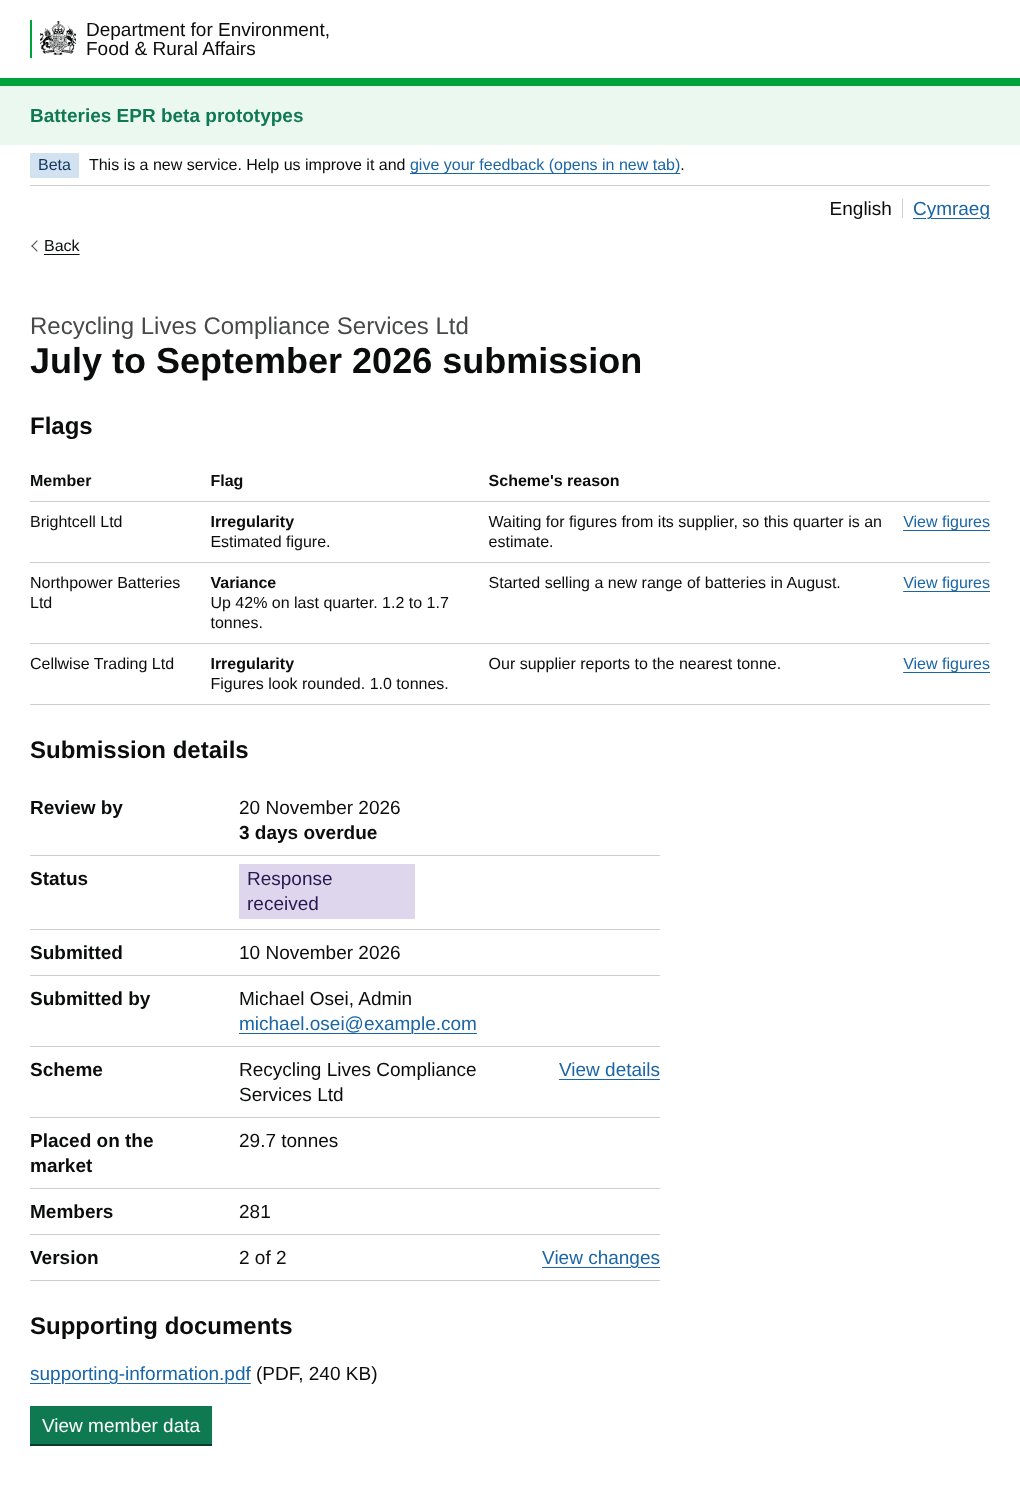 Department for Environment,
Food & Rural Affairs
Batteries EPR beta prototypes
Beta This is a new service. Help us improve it and give your feedback (opens in new tab).
English Cymraeg
Back
Recycling Lives Compliance Services Ltd
July to September 2026 submission
Flags
Member Flag Scheme's reason
Brightcell Ltd Irregularity Waiting for figures from its supplier, so this quarter is an View figures
Estimated figure. estimate.
Northpower Batteries Variance Started selling a new range of batteries in August. View figures
Ltd Up 42% on last quarter. 1.2 to 1.7
tonnes.
Cellwise Trading Ltd Irregularity Our supplier reports to the nearest tonne. View figures
Figures look rounded. 1.0 tonnes.
Submission details
Review by 20 November 2026
3 days overdue
Status Response
received
Submitted 10 November 2026
Submitted by Michael Osei, Admin
michael.osei@example.com
Scheme Recycling Lives Compliance View details
Services Ltd
Placed on the 29.7 tonnes
market
Members 281
Version 2 of 2 View changes
Supporting documents
supporting-information.pdf (PDF, 240 KB)
View member data